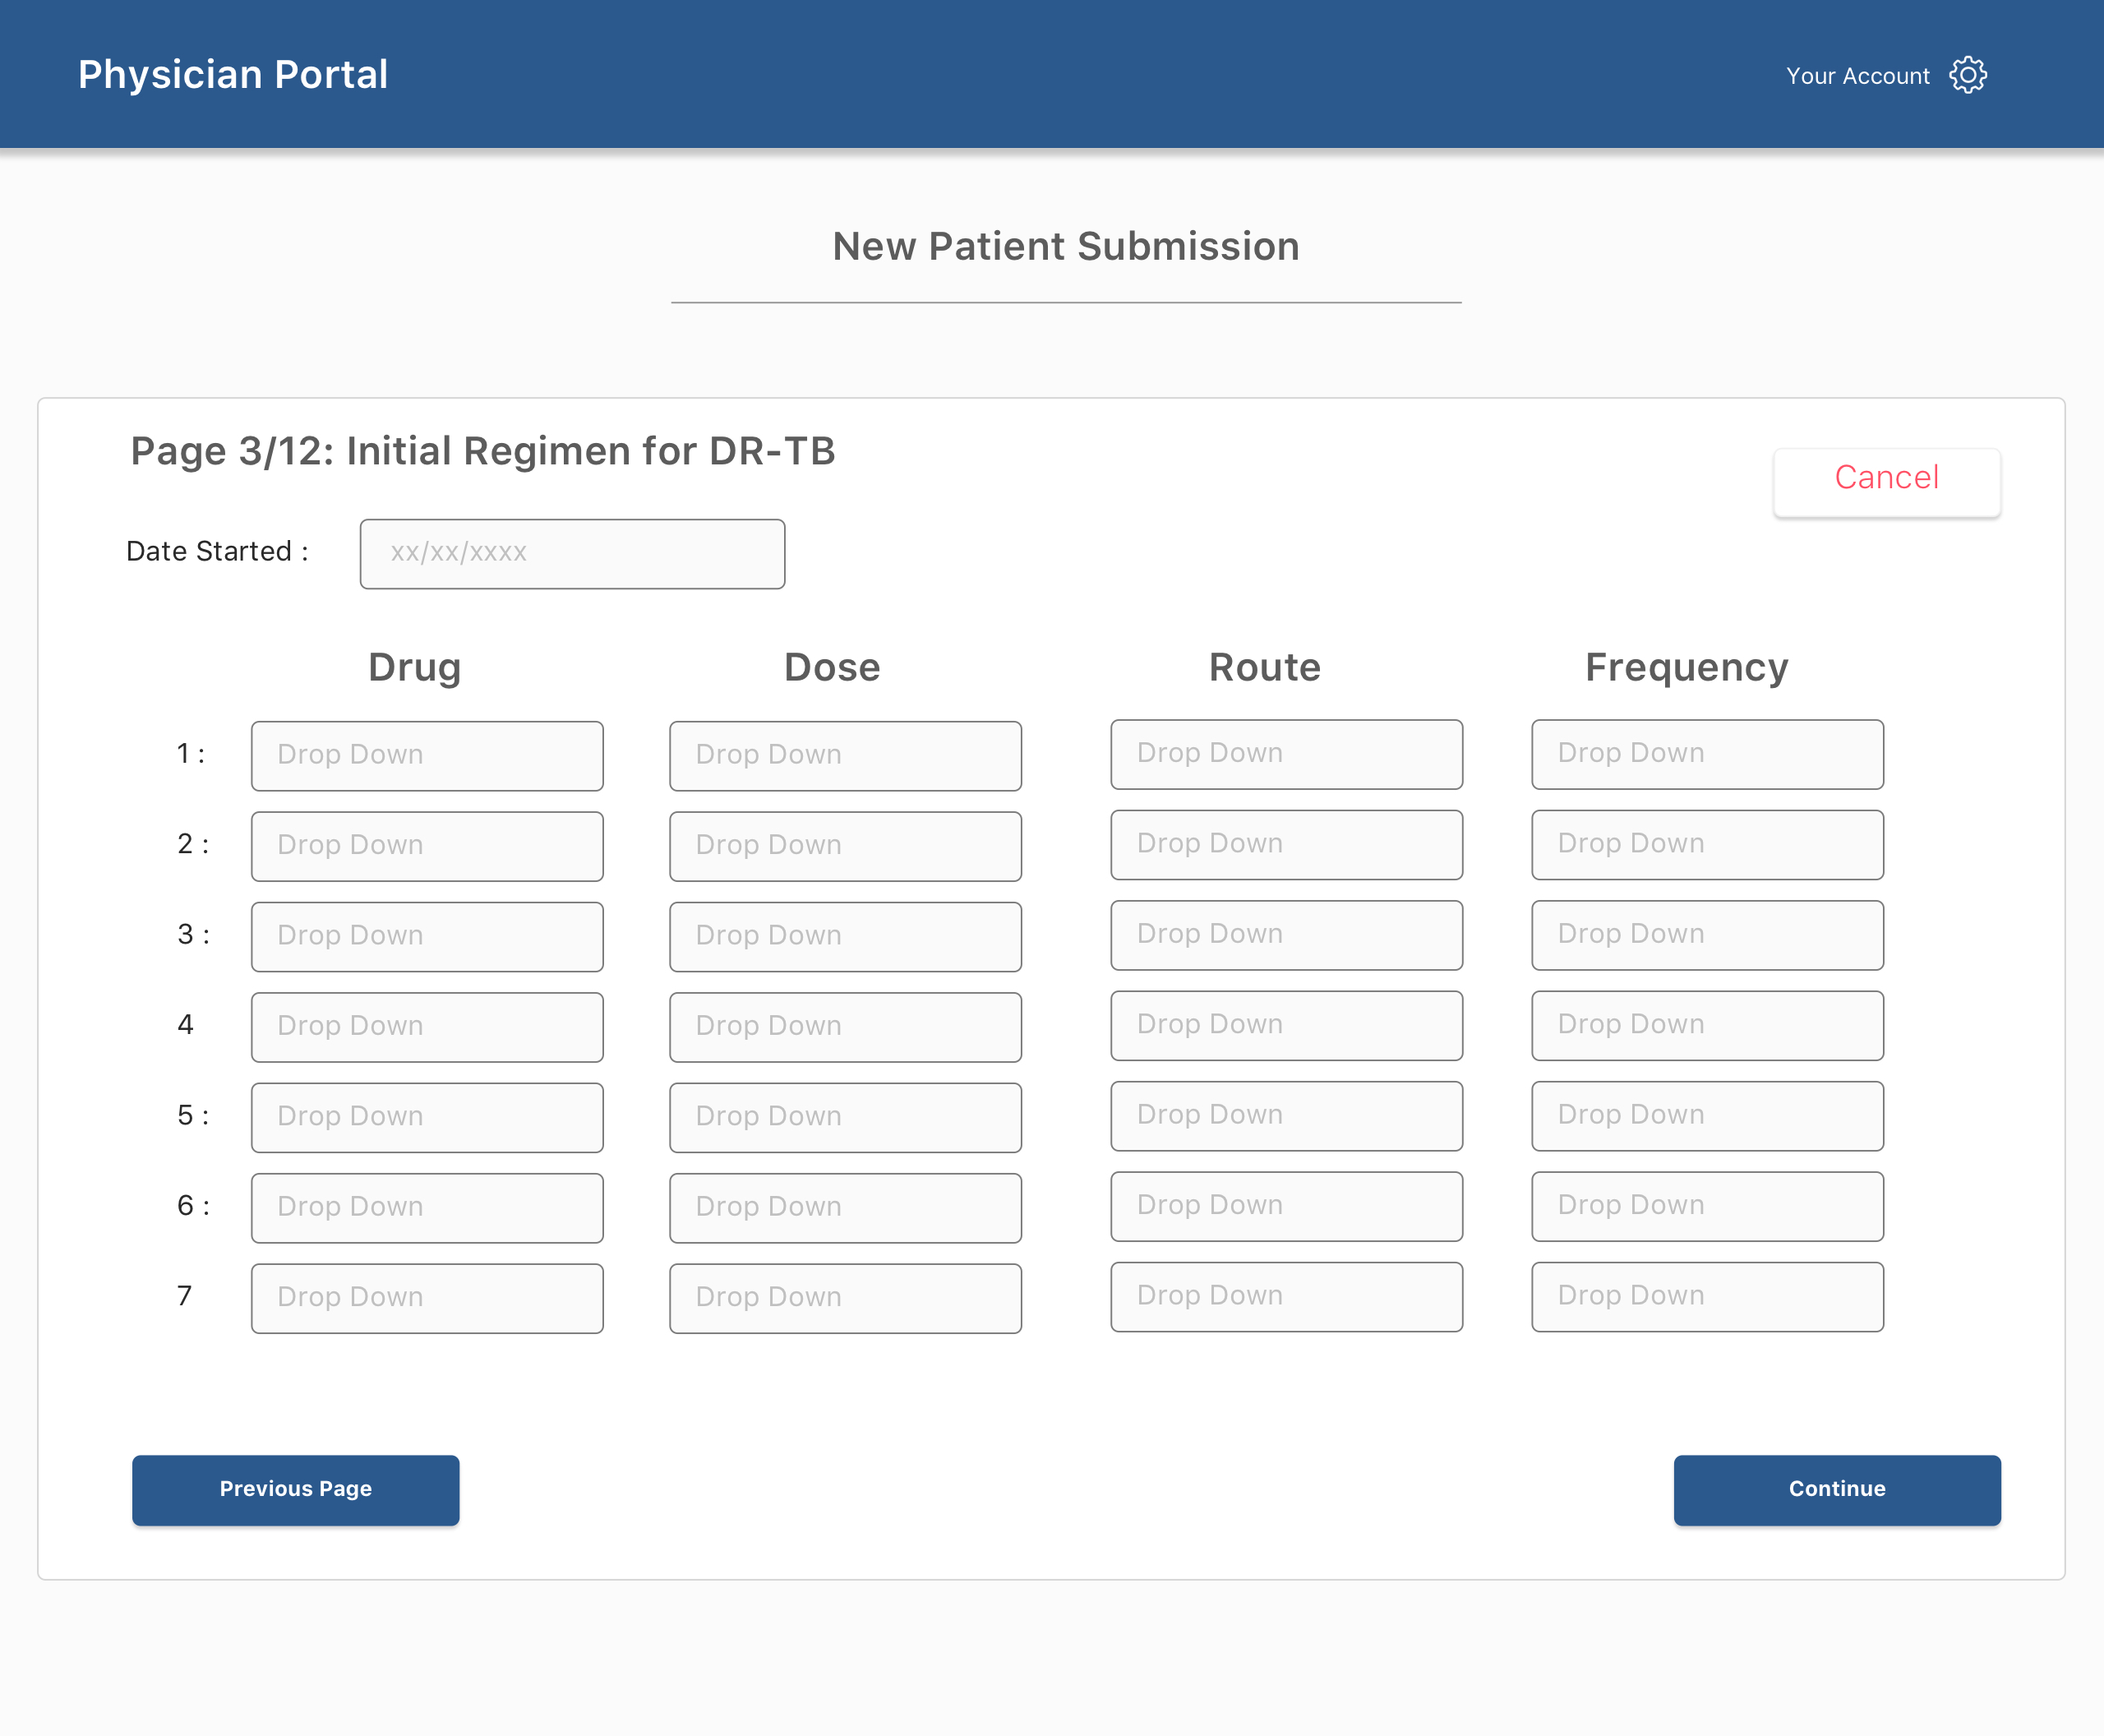 Physician Portal
Your Account
New Patient Submission
Page 3/12: Initial Regimen for DR-TB
Cancel
Date Started :
xx/xx/xxxx
Drug Dose Route Frequency
1 : Drop Down Drop Down Drop Down Drop Down
2 : Drop Down Drop Down Drop Down Drop Down
3 : Drop Down Drop Down Drop Down Drop Down
4 Drop Down Drop Down Drop Down Drop Down
5 : Drop Down Drop Down Drop Down Drop Down
6 : Drop Down Drop Down Drop Down Drop Down
7 Drop Down Drop Down Drop Down Drop Down
Previous Page
Continue